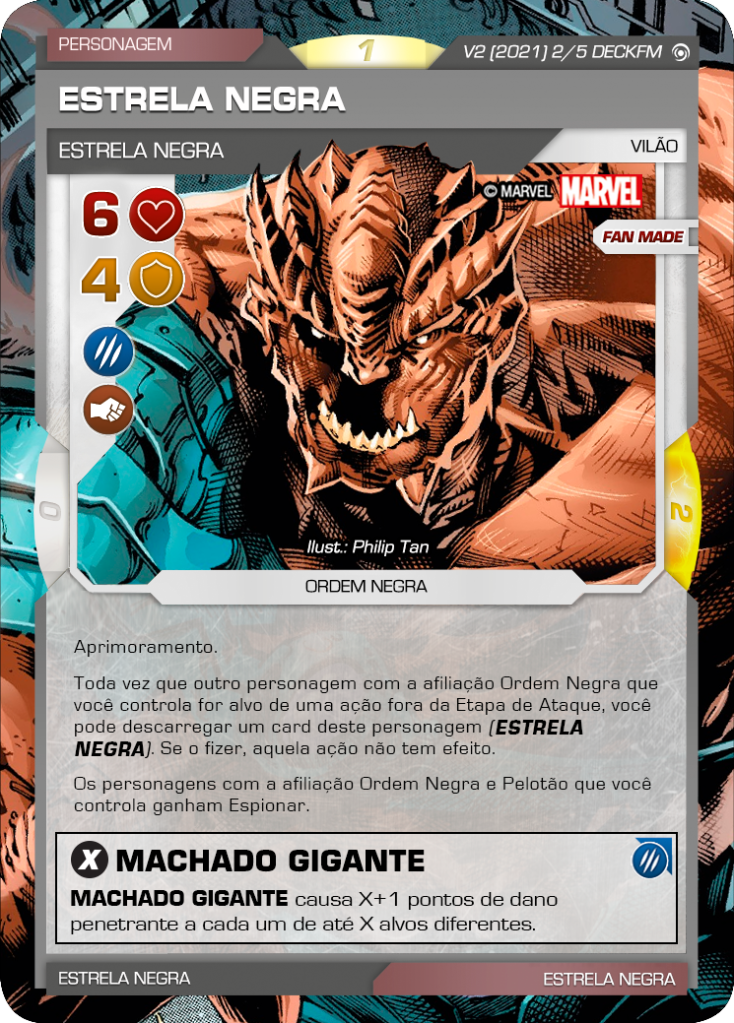 PERSONAGEM
1
V2 (2021) 2/5 DECKFM
ESTRELA NEGRA
ESTRELA NEGRA
VILÃO
© MARVEL MARVEL
6
FAN MADE
4
0
2
Ilust.: Philip Tan
ORDEM NEGRA
Aprimoramento.
Toda vez que outro personagem com a afiliação Ordem Negra que
você controla for alvo de uma ação fora da Etapa de Ataque, você
pode descarregar um card deste personagem (ESTRELA
NEGRA). Se o fizer, aquela ação não tem efeito.
Os personagens com a afiliação Ordem Negra e Pelotão que você
controla ganham Espionar.
X MACHADO GIGANTE
MACHADO GIGANTE causa X+1 pontos de dano
penetrante a cada um de até X alvos diferentes.
ESTRELA NEGRA
ESTRELA NEGRA